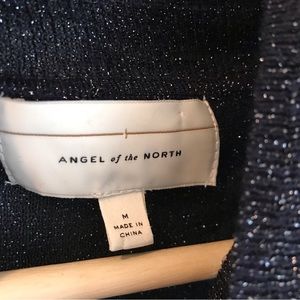 ANGEL of the NORTH
M
MADE IN
CHINA